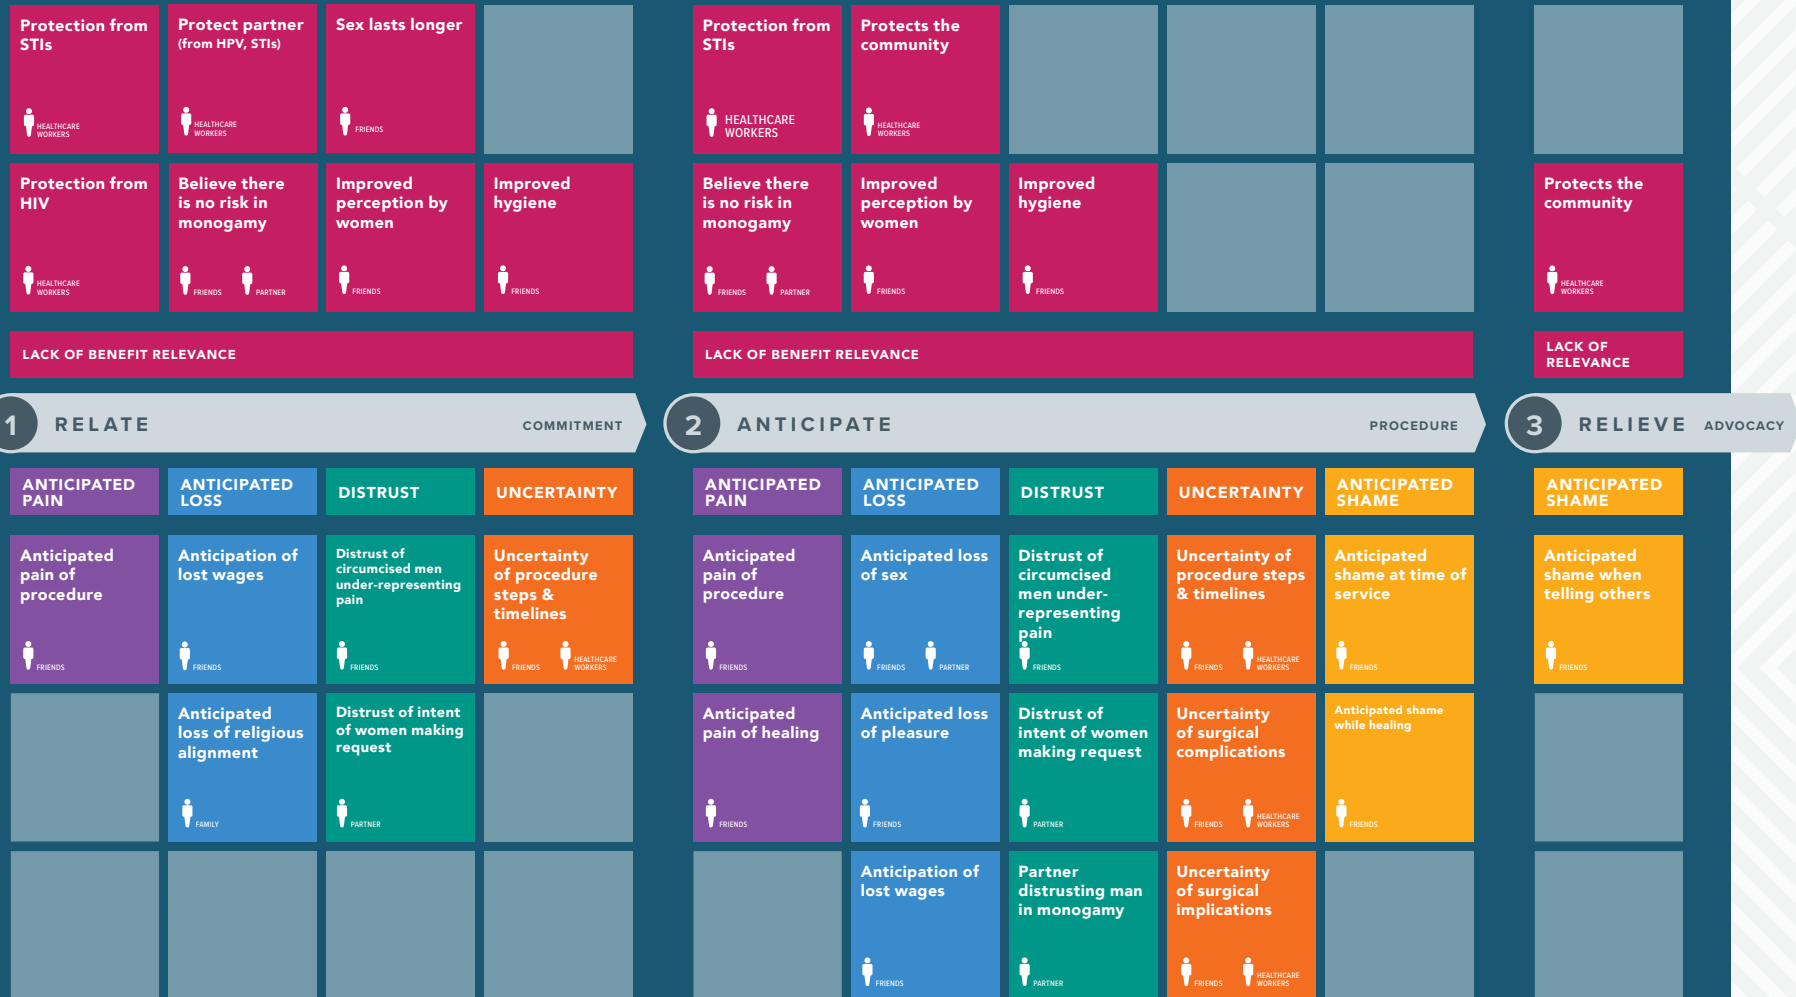 Protection from
STIs
HEALTHCARE
WORKERS
Protect partner
(from HPV, STIs)
HEALTHCARE
WORKERS
Sex lasts longer
FRIENDS
Protection from
STIs
HEALTHCARE
WORKERS
Protects the
community
HEALTHCARE
WORKERS
Protection from
HIV
HEALTHCARE
WORKERS
Believe there
is no risk in
monogamy
FRIENDS
PARTNER
Improved
perception by
women
FRIENDS
Improved
hygiene
FRIENDS
Believe there
is no risk in
monogamy
FRIENDS
PARTNER
Improved
perception by
women
FRIENDS
Improved
hygiene
FRIENDS
Protects the
community
HEALTHCARE
WORKERS
LACK OF BENEFIT RELEVANCE
LACK OF BENEFIT RELEVANCE
LACK OF
RELEVANCE
1 RELATE COMMITMENT
2 ANTICIPATE PROCEDURE
3 RELIEVE ADVOCACY
ANTICIPATED
PAIN
ANTICIPATED
LOSS
DISTRUST
UNCERTAINTY
ANTICIPATED
PAIN
ANTICIPATED
LOSS
DISTRUST
UNCERTAINTY
ANTICIPATED
SHAME
ANTICIPATED
SHAME
Anticipated
pain of
procedure
FRIENDS
Anticipation of
lost wages
FRIENDS
Distrust of
circumcised men
under-representing
pain
FRIENDS
Uncertainty
of procedure
steps &
timelines
FRIENDS
HEALTHCARE
WORKERS
Anticipated
pain of
procedure
FRIENDS
Anticipated loss
of sex
FRIENDS
PARTNER
Distrust of
circumcised
men under-
representing
pain
FRIENDS
Uncertainty of
procedure steps
& timelines
FRIENDS
HEALTHCARE
WORKERS
Anticipated
shame at time of
service
FRIENDS
Anticipated
shame when
telling others
FRIENDS
Anticipated
loss of religious
alignment
FAMILY
Distrust of intent
of women making
request
PARTNER
Anticipated
pain of healing
FRIENDS
Anticipated loss
of pleasure
FRIENDS
Distrust of
intent of women
making request
PARTNER
Uncertainty
of surgical
complications
FRIENDS
HEALTHCARE
WORKERS
Anticipated shame
while healing
FRIENDS
Anticipation of
lost wages
FRIENDS
Partner
distrusting man
in monogamy
PARTNER
Uncertainty
of surgical
implications
FRIENDS
HEALTHCARE
WORKERS